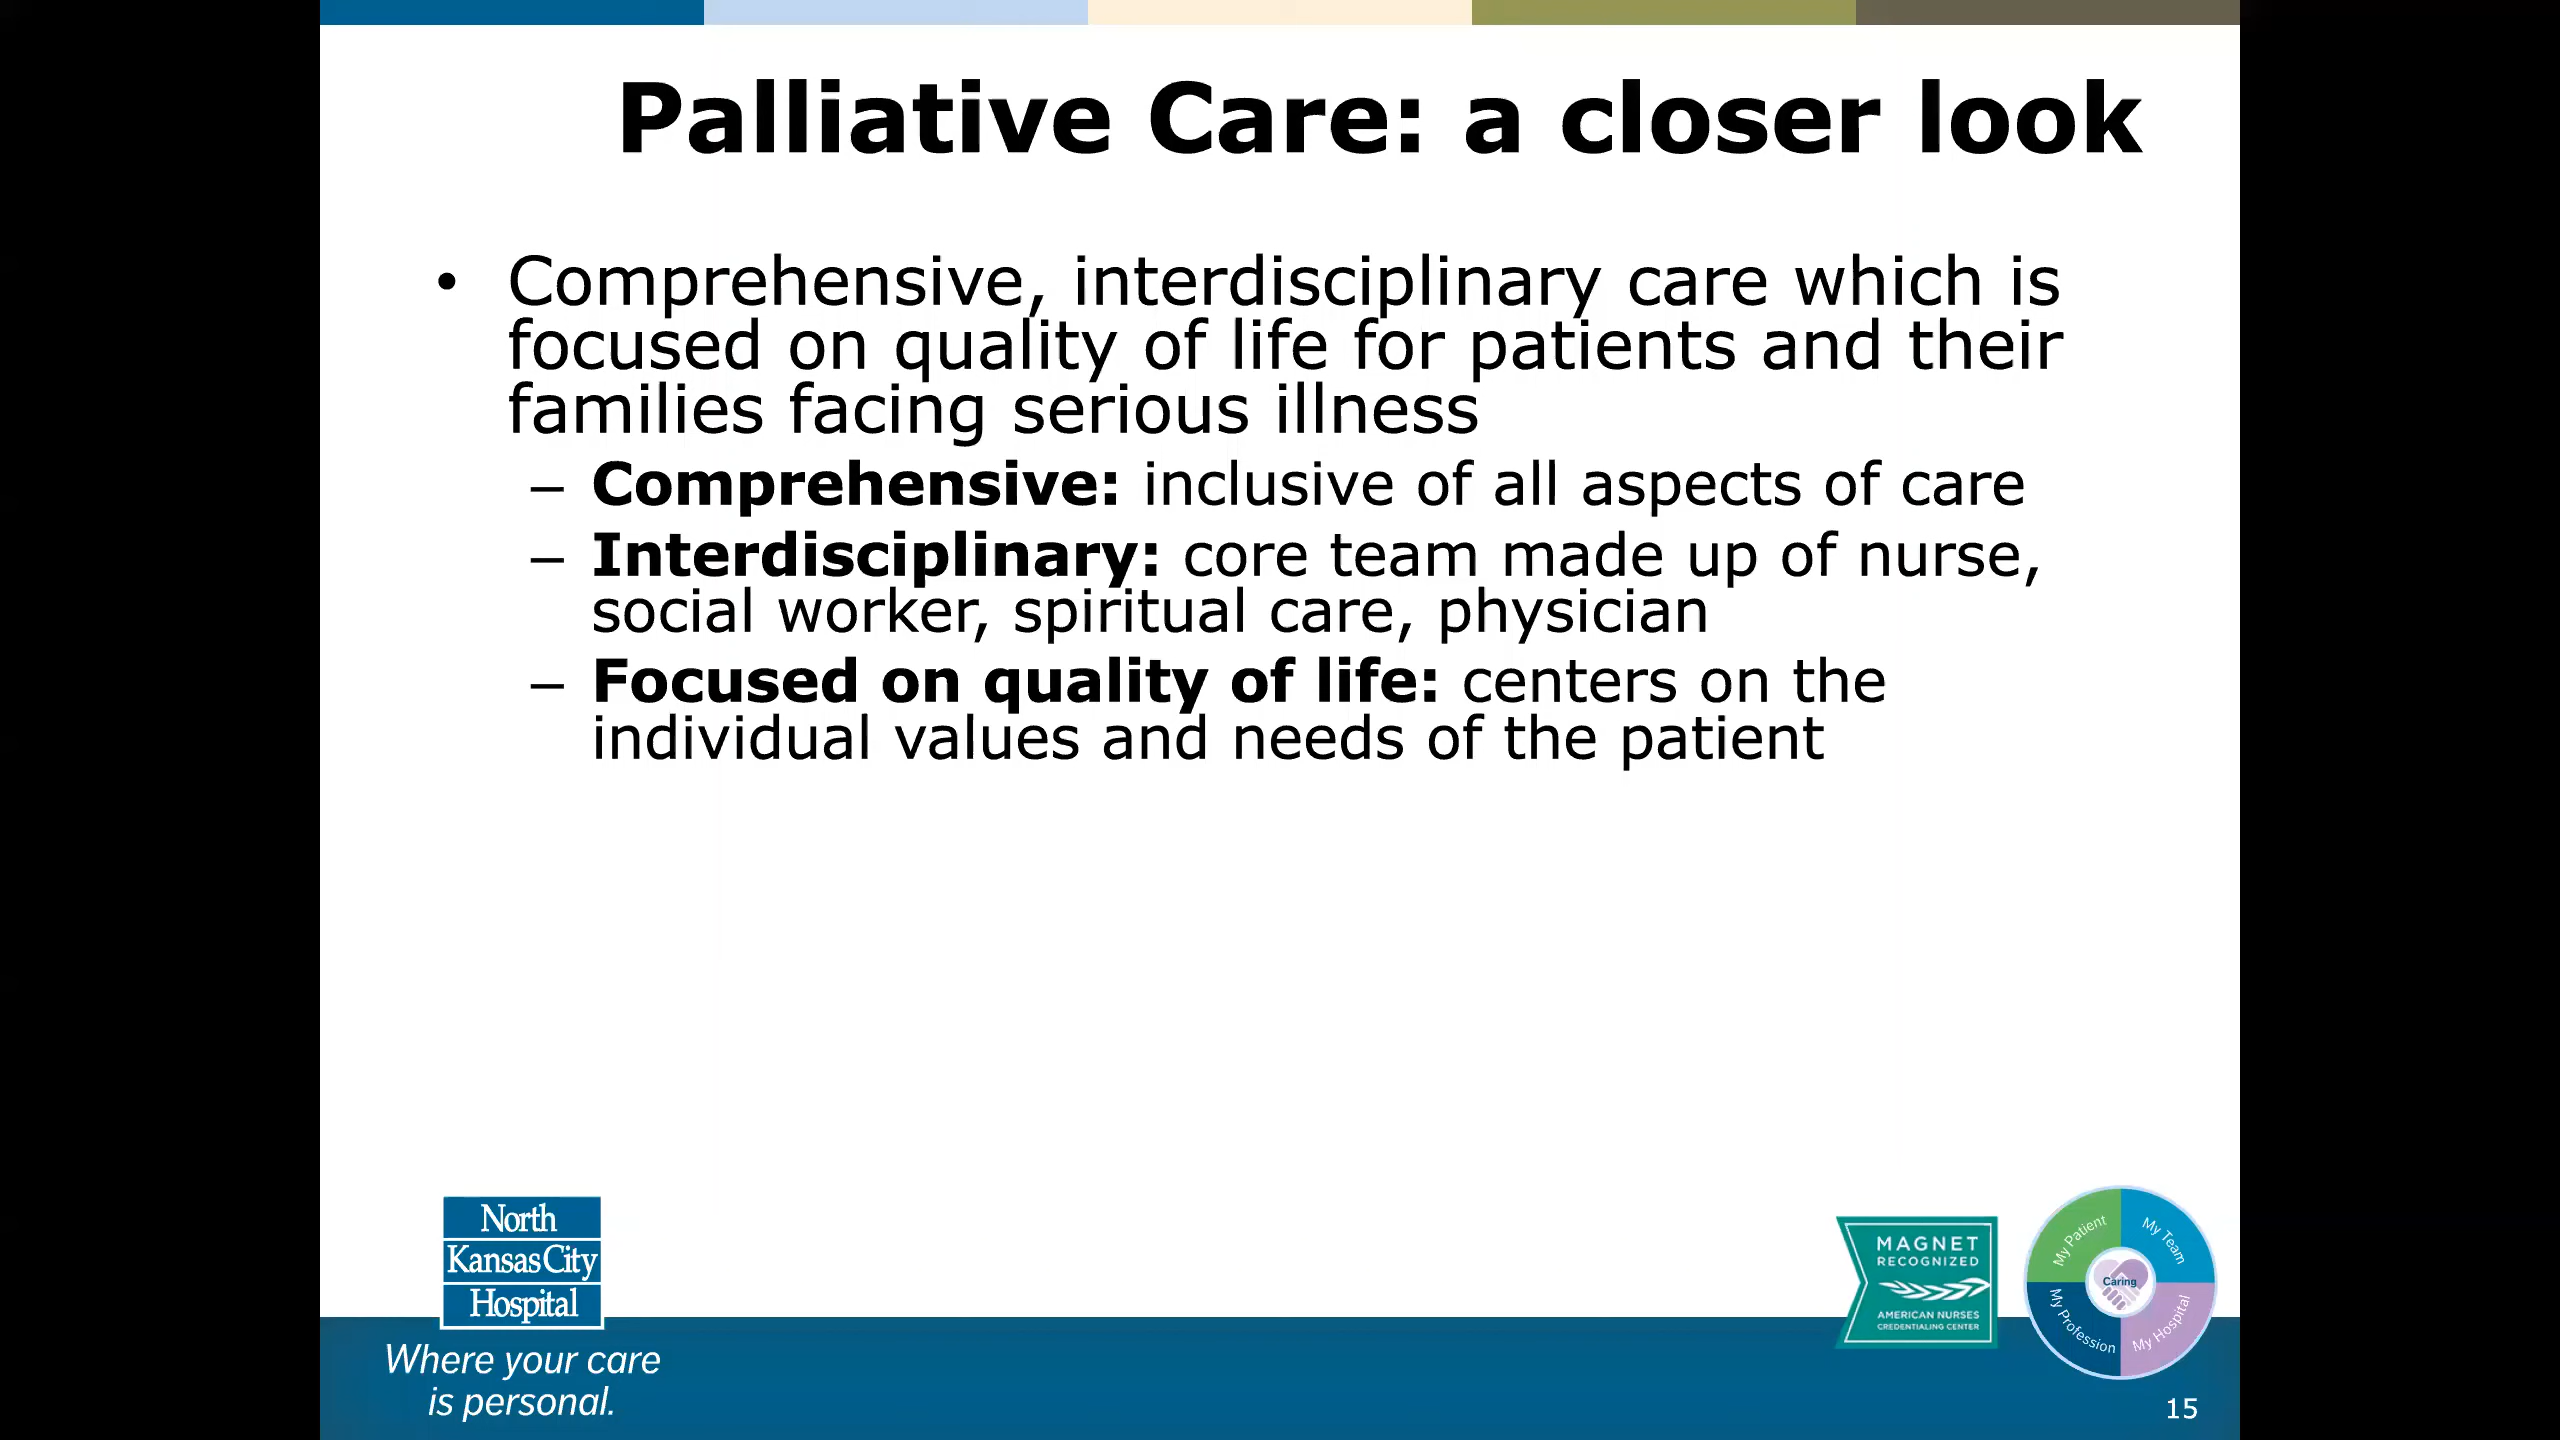 Palliative Care: a closer look
• Comprehensive, interdisciplinary care which is
focused on quality of life for patients and their
families facing serious illness
– Comprehensive: inclusive of all aspects of care
– Interdisciplinary: core team made up of nurse,
social worker, spiritual care, physician
– Focused on quality of life: centers on the
individual values and needs of the patient
North
Kansas City
Hospital
Where your care
is personal.
MAGNET
RECOGNIZED
AMERICAN NURSES
CREDENTIALING CENTER
My Patient
My Team
Caring
My Profession
My Hospital
15